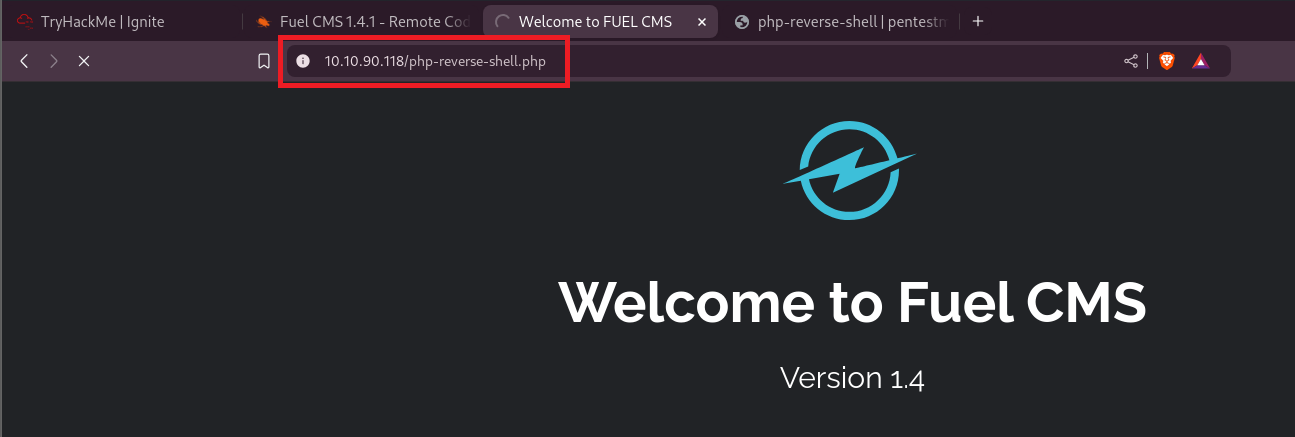 TryHackMe | Ignite
Fuel CMS 1.4.1 - Remote Cod
Welcome to FUEL CMS
php-reverse-shell | pentestm
10.10.90.118/php-reverse-shell.php
Welcome to Fuel CMS
Version 1.4